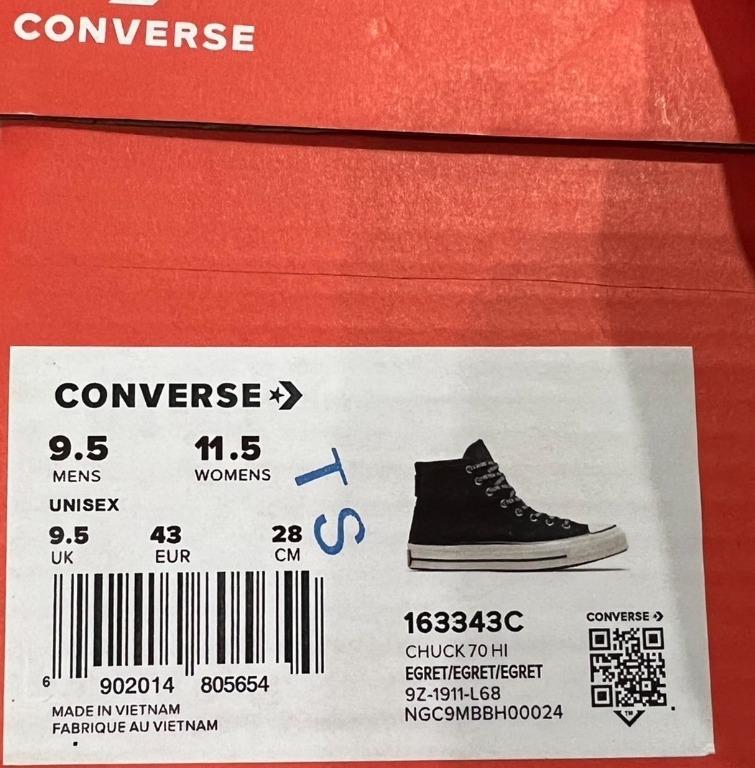 CONVERSE
CONVERSE
9.5 11.5
MENS WOMENS
UNISEX
9.5 43 28
UK EUR CM
TS
6 902014 805654
MADE IN VIETNAM
FABRIQUE AU VIETNAM
163343C
CHUCK 70 HI
EGRET/EGRET/EGRET
9Z-1911-L68
NGC9MBBH00024
CONVERSE
TM